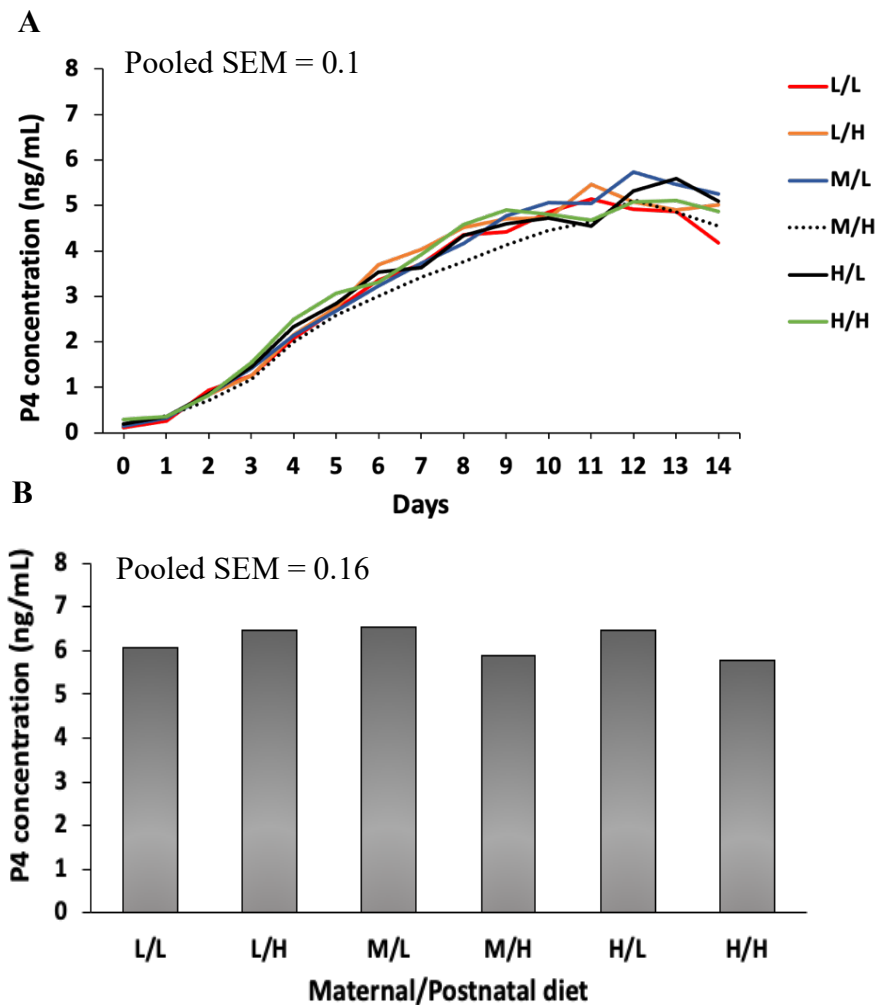 A
Pooled SEM = 0.1
P4 concentration (ng/mL)
8
7
6
5
4
3
2
1
0
0 1 2 3 4 5 6 7 8 9 10 11 12 13 14
Days
L/L
L/H
M/L
M/H
H/L
H/H
B
Pooled SEM = 0.16
P4 concentration (ng/mL)
8
7
6
5
4
3
2
1
0
L/L L/H M/L M/H H/L H/H
Maternal/Postnatal diet